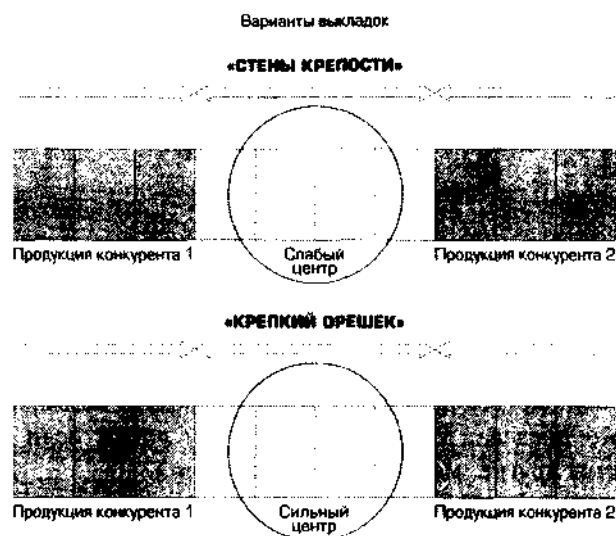 Варианты выкладок
«СТЕНЫ КРЕПОСТИ»
Продукция конкурента 1
Слабый
центр
Продукция конкурента 2
«КРЕПКИЙ ОРЕШЕК»
Продукция конкурента 1
Сильный
центр
Продукция конкурента 2